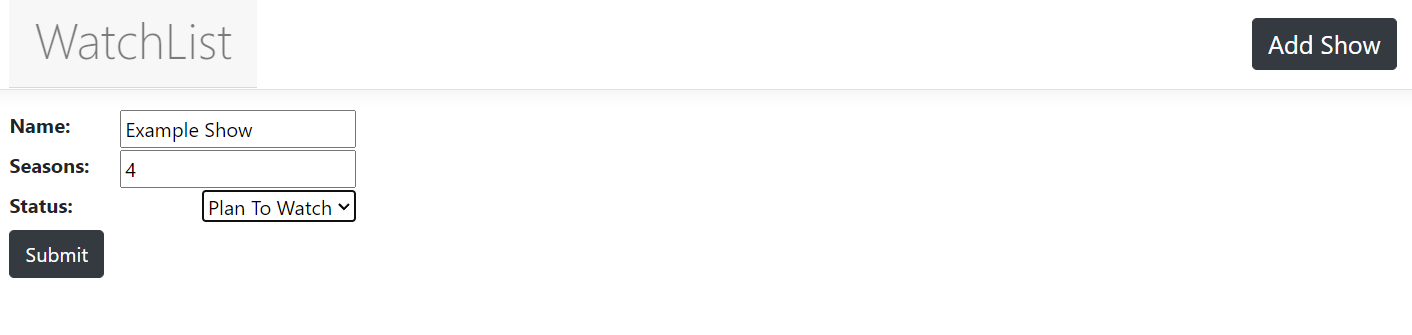 WatchList
Add Show
Name:
Example Show
Seasons:
4
Status:
Plan To Watch
Submit